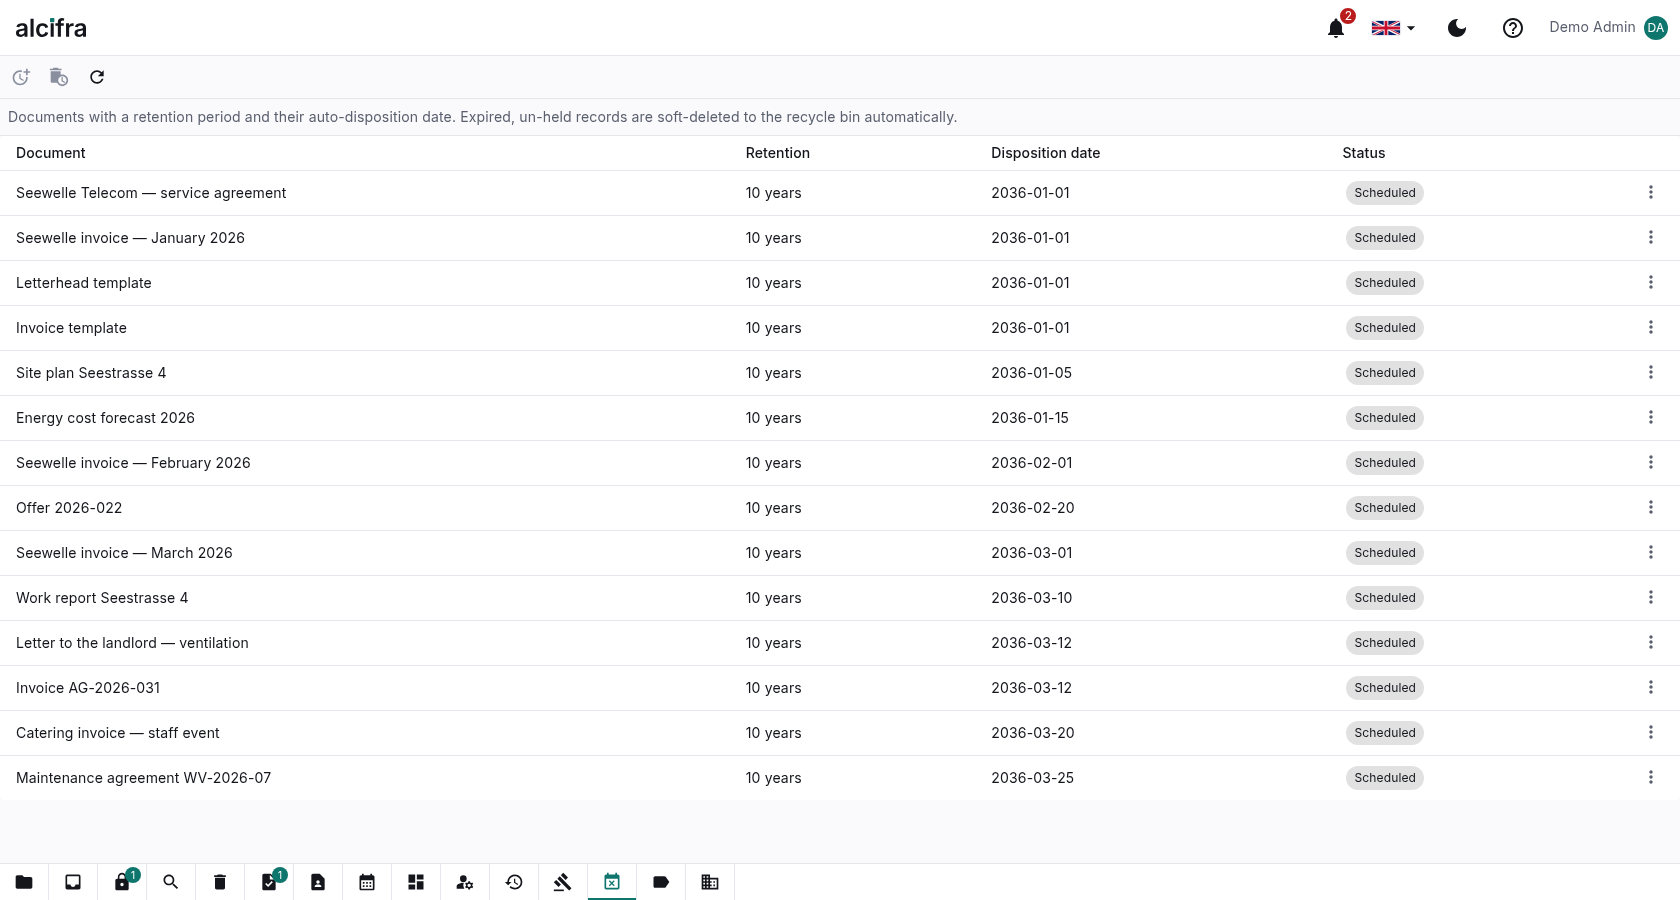 alcifra
2
Demo Admin DA
Documents with a retention period and their auto-disposition date. Expired, un-held records are soft-deleted to the recycle bin automatically.
Document Retention Disposition date Status
Seewelle Telecom — service agreement 10 years 2036-01-01 Scheduled
Seewelle invoice — January 2026 10 years 2036-01-01 Scheduled
Letterhead template 10 years 2036-01-01 Scheduled
Invoice template 10 years 2036-01-01 Scheduled
Site plan Seestrasse 4 10 years 2036-01-05 Scheduled
Energy cost forecast 2026 10 years 2036-01-15 Scheduled
Seewelle invoice — February 2026 10 years 2036-02-01 Scheduled
Offer 2026-022 10 years 2036-02-20 Scheduled
Seewelle invoice — March 2026 10 years 2036-03-01 Scheduled
Work report Seestrasse 4 10 years 2036-03-10 Scheduled
Letter to the landlord — ventilation 10 years 2036-03-12 Scheduled
Invoice AG-2026-031 10 years 2036-03-12 Scheduled
Catering invoice — staff event 10 years 2036-03-20 Scheduled
Maintenance agreement WV-2026-07 10 years 2036-03-25 Scheduled
1 1